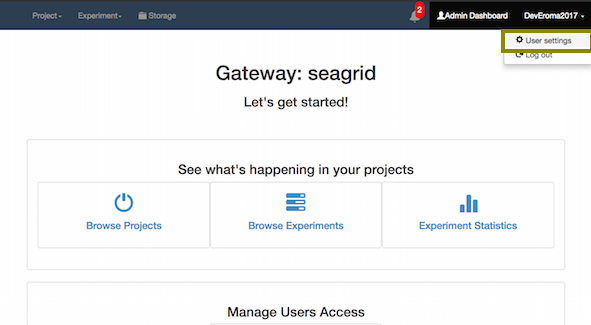 Project Experiment Storage 2 Admin Dashboard DevEroma2017
User settings
Log out
Gateway: seagrid
Let's get started!
See what's happening in your projects
Browse Projects Browse Experiments Experiment Statistics
Manage Users Access